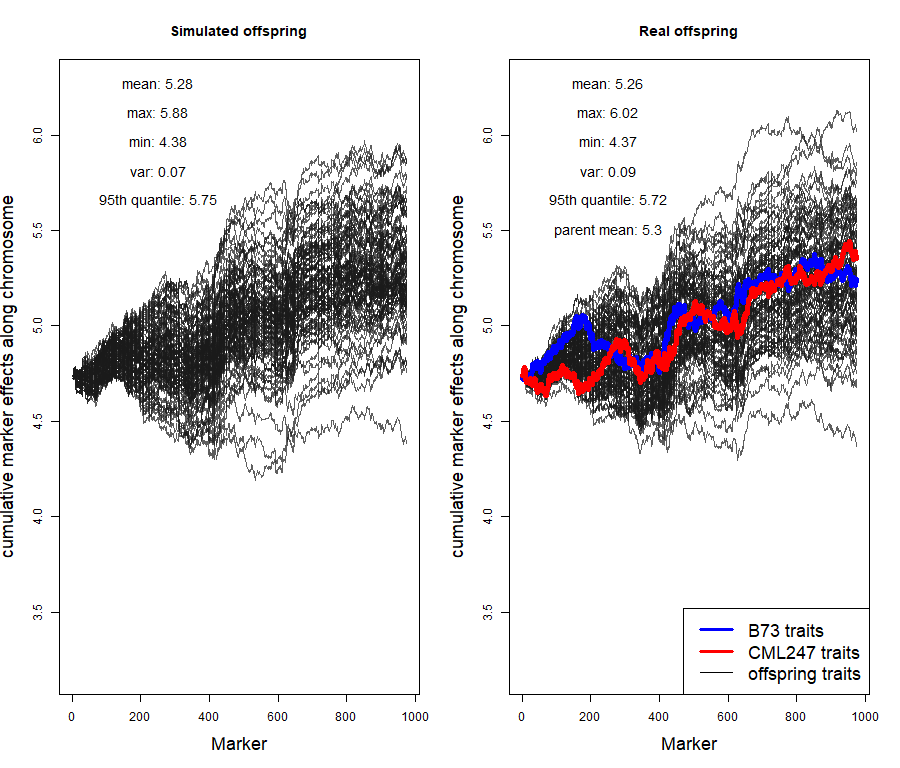 Simulated offspring
mean: 5.28
max: 5.88
min: 4.38
var: 0.07
95th quantile: 5.75
cumulative marker effects along chromosome
6.0
5.5
5.0
4.5
4.0
3.5
0 200 400 600 800 1000
Marker
Real offspring
mean: 5.26
max: 6.02
min: 4.37
var: 0.09
95th quantile: 5.72
parent mean: 5.3
cumulative marker effects along chromosome
6.0
5.5
5.0
4.5
4.0
3.5
B73 traits
CML247 traits
offspring traits
0 200 400 600 800 1000
Marker